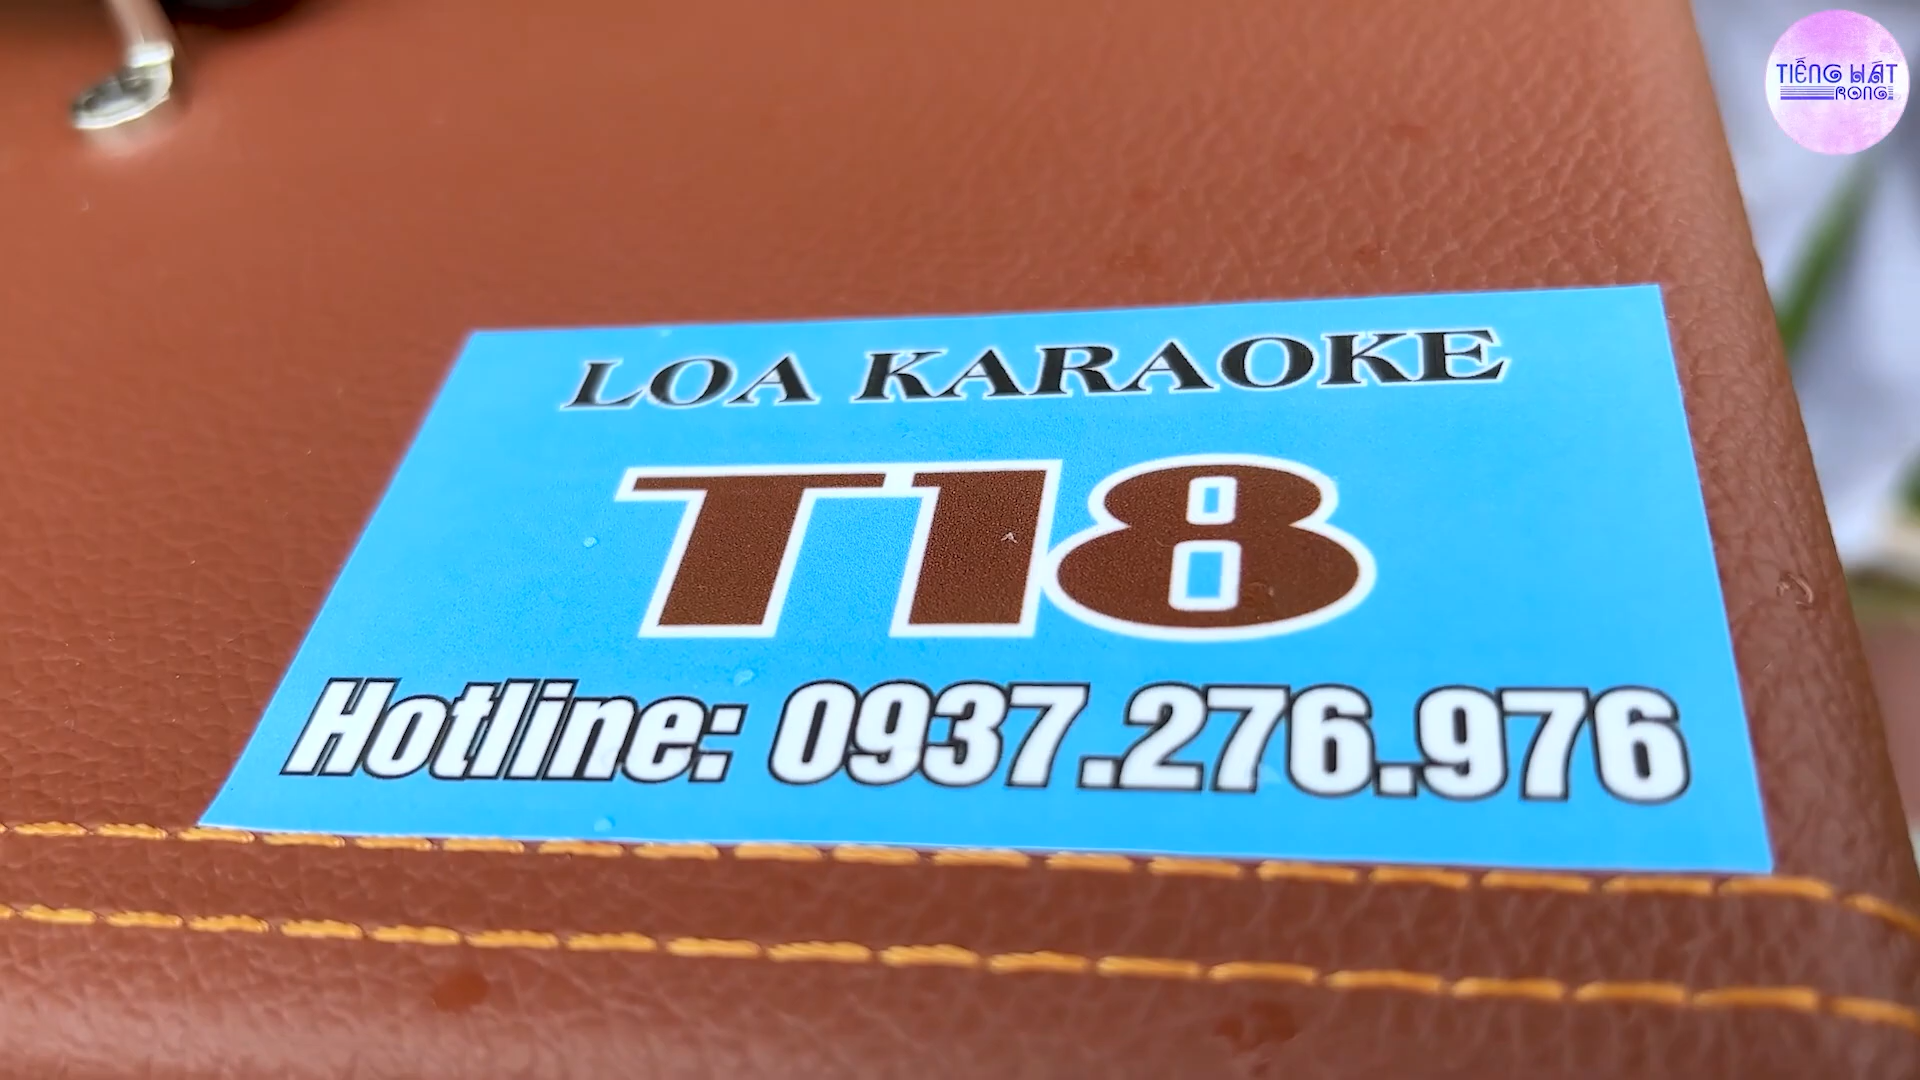 TIẾNG HÁT
RONG
LOA KARAOKE
T18
Hotline: 0937.276.976